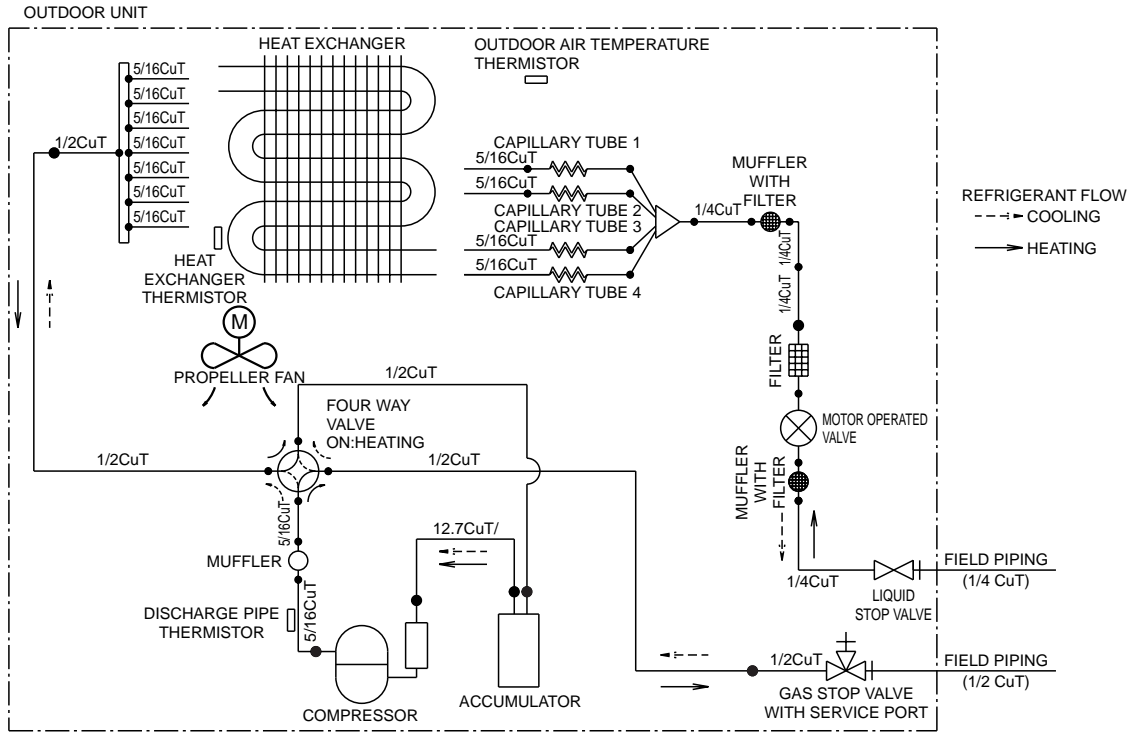 OUTDOOR UNIT
HEAT EXCHANGER
OUTDOOR AIR TEMPERATURE
THERMISTOR
5/16CuT
5/16CuT
5/16CuT
5/16CuT
5/16CuT
5/16CuT
5/16CuT
1/2CuT
CAPILLARY TUBE 1
5/16CuT
5/16CuT
CAPILLARY TUBE 2
CAPILLARY TUBE 3
5/16CuT
5/16CuT
CAPILLARY TUBE 4
MUFFLER
WITH
FILTER
1/4CuT
1/4CuT
1/4CuT
REFRIGERANT FLOW
COOLING
HEATING
HEAT
EXCHANGER
THERMISTOR
M
PROPELLER FAN
FILTER
MOTOR OPERATED
VALVE
MUFFLER
WITH
FILTER
1/2CuT
FOUR WAY
VALVE
ON:HEATING
1/2CuT
1/2CuT
5/16CuT
MUFFLER
12.7CuT/
DISCHARGE PIPE
THERMISTOR
5/16CuT
COMPRESSOR
ACCUMULATOR
1/4CuT
LIQUID
STOP VALVE
FIELD PIPING
(1/4 CuT)
1/2CuT
GAS STOP VALVE
WITH SERVICE PORT
FIELD PIPING
(1/2 CuT)